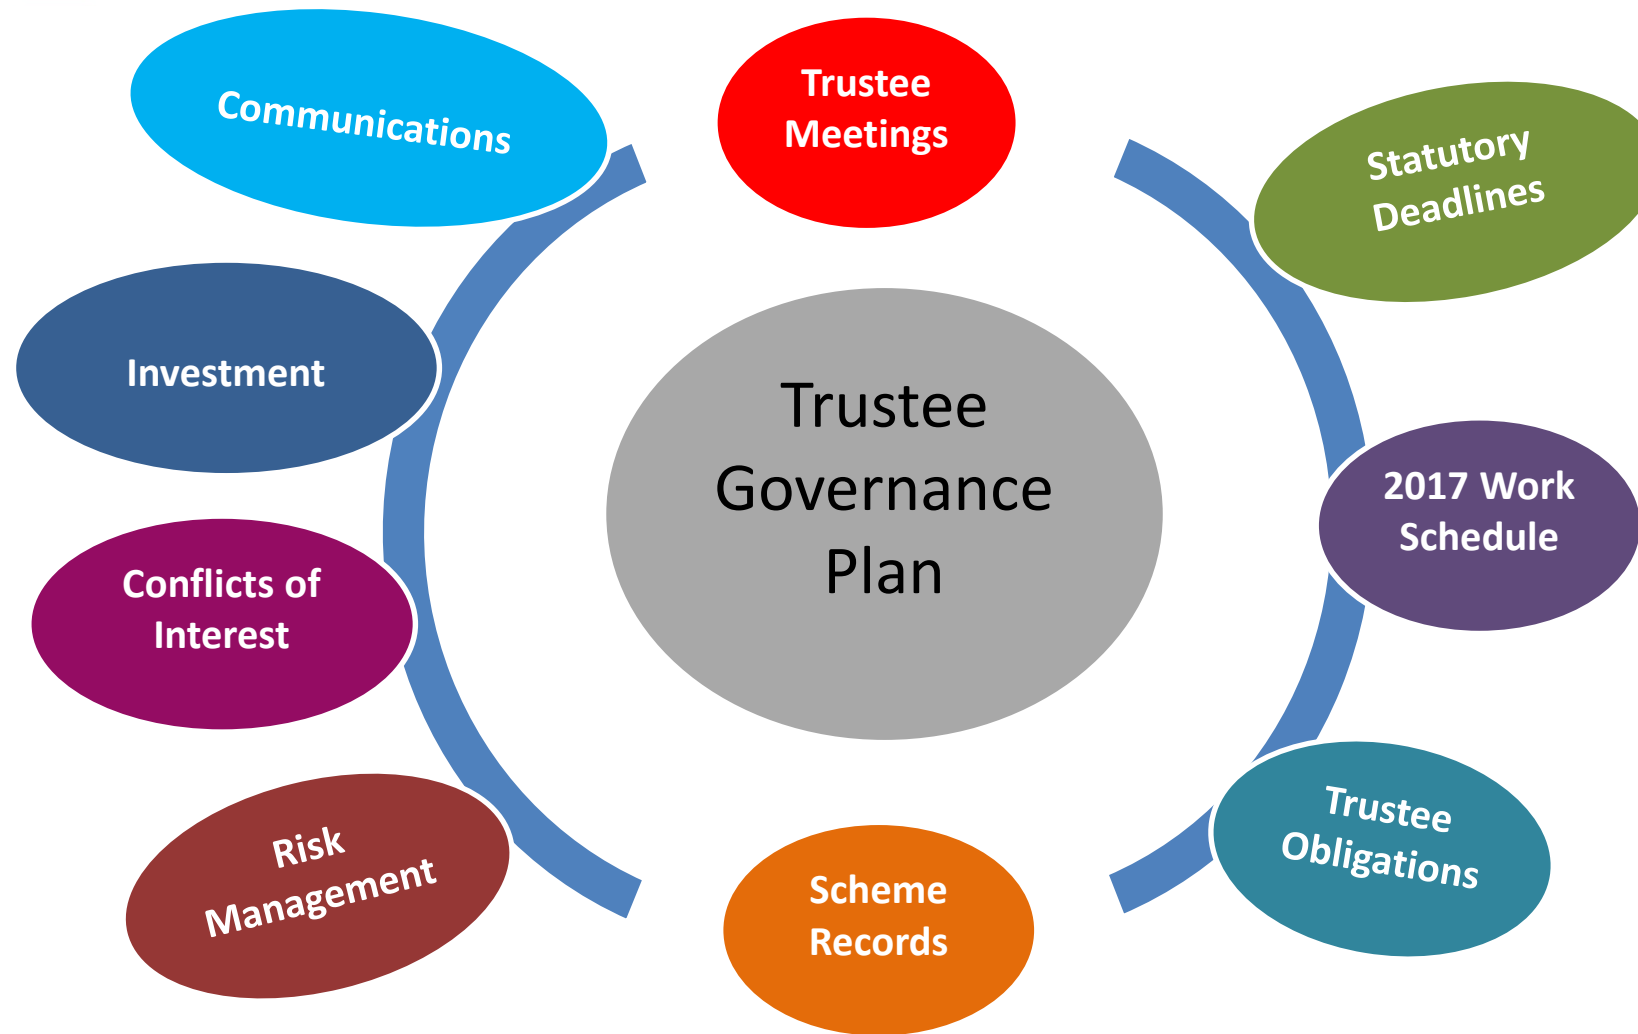 Communications
Trustee
Meetings
Statutory
Deadlines
Investment
Trustee
Governance
Plan
2017 Work
Schedule
Conflicts of
Interest
Risk
Management
Scheme
Records
Trustee
Obligations